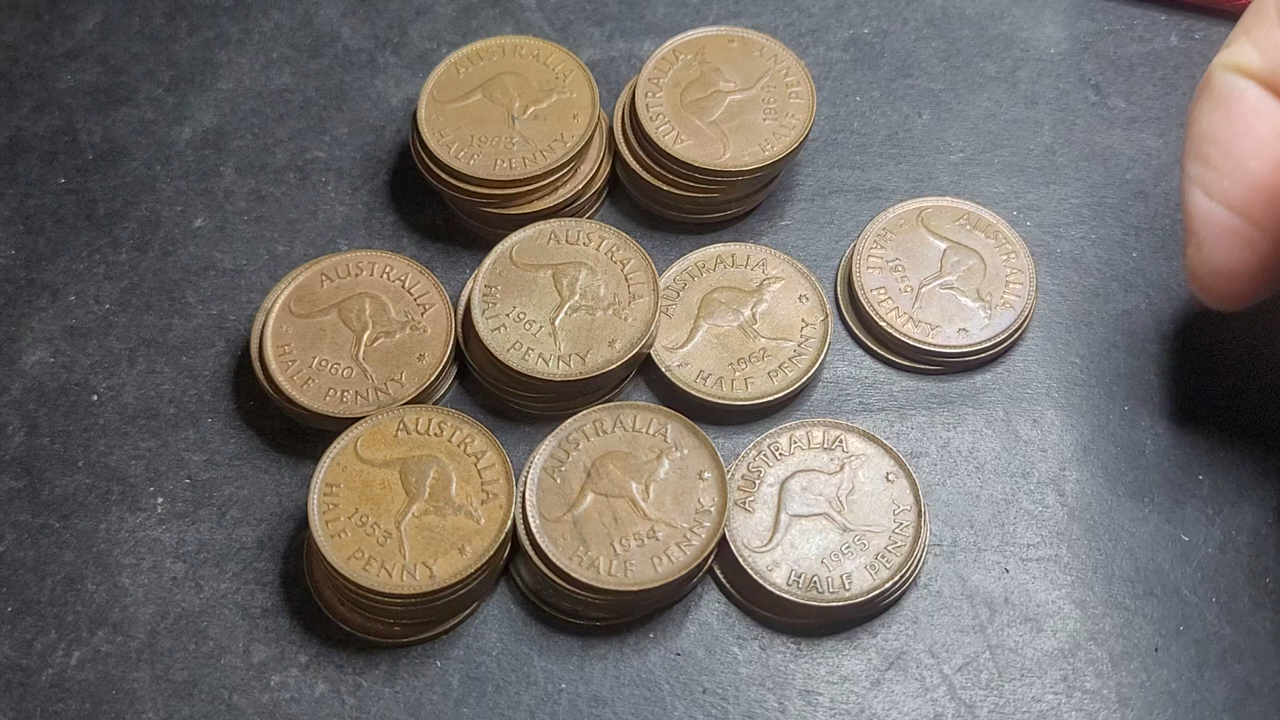 AUSTRALIA
1963
HALF PENNY
AUSTRALIA
1964
HALF PENNY
AUSTRALIA
1960
HALF PENNY
AUSTRALIA
1961
HALF PENNY
AUSTRALIA
1962
HALF PENNY
AUSTRALIA
1959
HALF PENNY
AUSTRALIA
1953
HALF PENNY
AUSTRALIA
1954
HALF PENNY
AUSTRALIA
1955
HALF PENNY